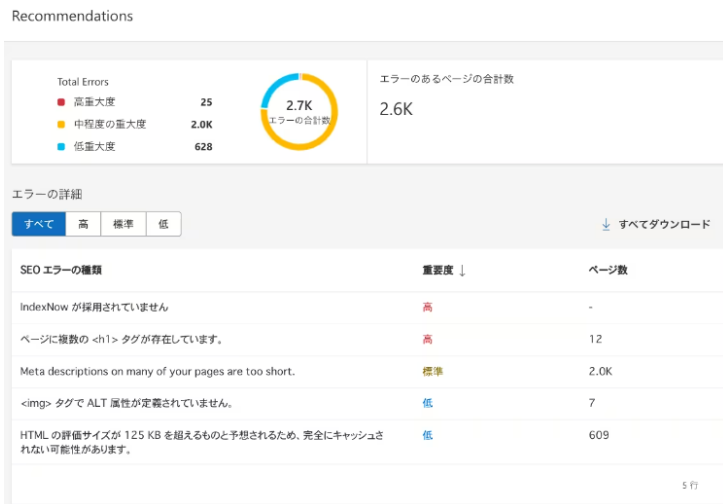 Recommendations
Total Errors
高重大度 25
中程度の重大度 2.0K
低重大度 628
2.7K
エラーの合計数
エラーのあるページの合計数
2.6K
エラーの詳細
すべて 高 標準 低
すべてダウンロード
SEO エラーの種類 重要度 ↓ ページ数
IndexNow が採用されていません 高 -
ページに複数の <h1> タグが存在しています。 高 12
Meta descriptions on many of your pages are too short. 標準 2.0K
<img> タグで ALT 属性が定義されていません。 低 7
HTML の評価サイズが 125 KB を超えるものと予想されるため、完全にキャッシュさ 低 609
れない可能性があります。
5 行